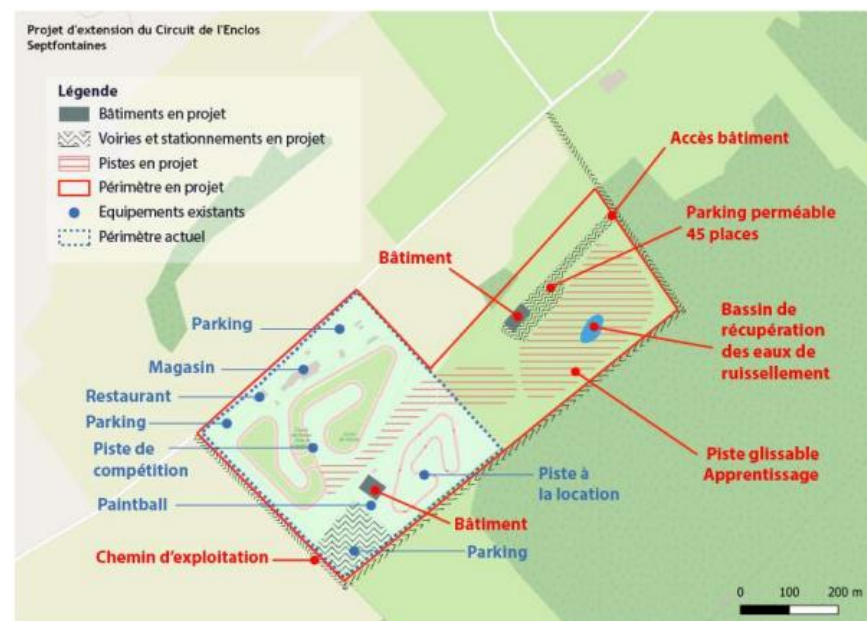 Projet d'extension du Circuit de l'Enclos
Septfontaines
Légende
Bâtiments en projet
Voiries et stationnements en projet
Pistes en projet
Périmètre en projet
Equipements existants
Périmètre actuel
Accès bâtiment
Parking perméable
45 places
Bâtiment
Parking
Bassin de
récupération
des eaux de
ruissellement
Magasin
Restaurant
Parking
Piste de
compétition
Piste glissable
Apprentissage
Piste à
la location
Paintball
Bâtiment
Chemin d'exploitation
Parking
0 100 200 m